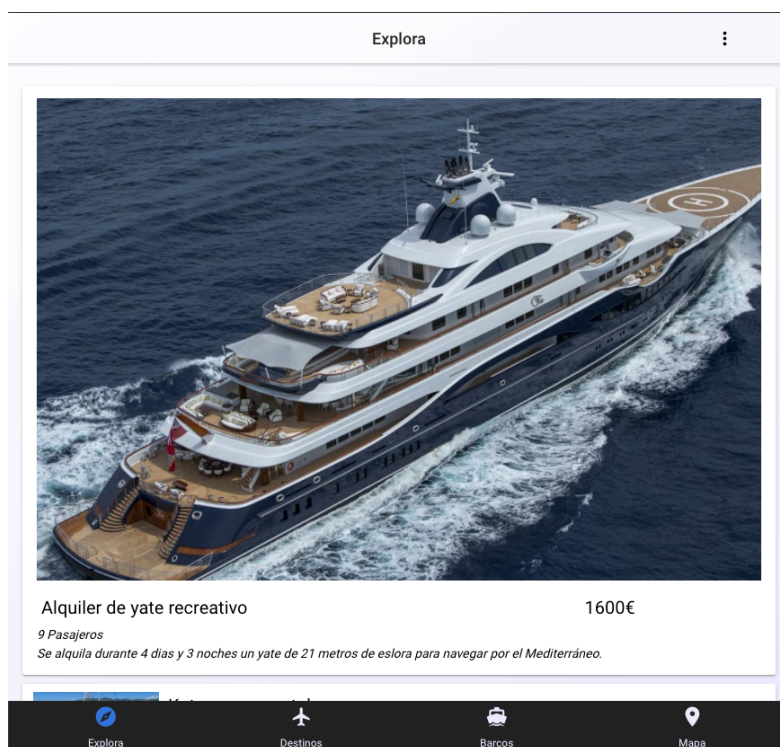 Explora
H
Alquiler de yate recreativo
1600€
9 Pasajeros
Se alquila durante 4 dias y 3 noches un yate de 21 metros de eslora para navegar por el Mediterráneo.
Explora
Destinos
Barcos
Mapa